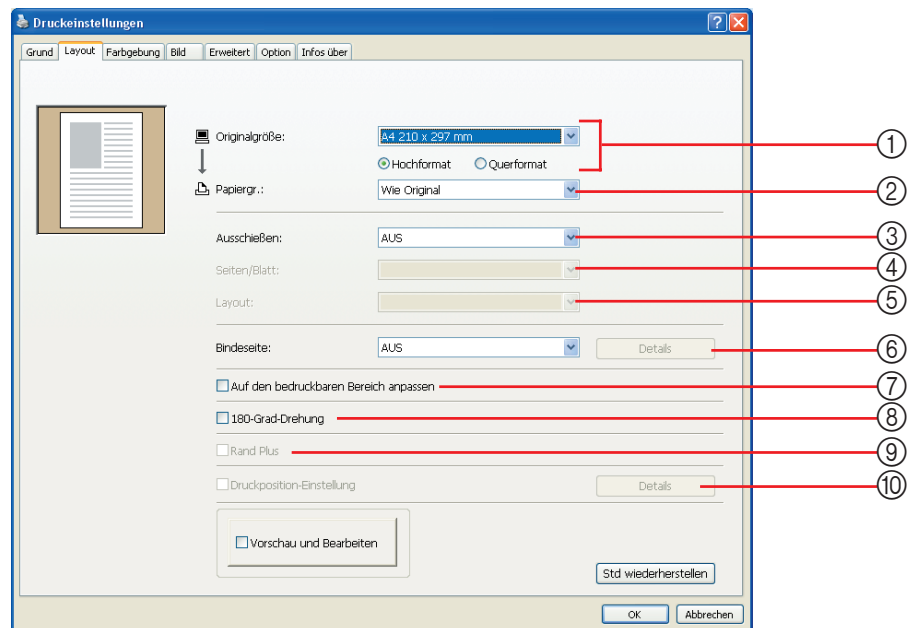 Druckeinstellungen
Grund Layout Farbgebung Bild Erweitert Option Infos über
Originalgröße: A4 210 x 297 mm
①
Hochformat Querformat
Papiergr.: Wie Original ②
Ausschießen: AUS ③
Seiten/Blatt: ④
Layout: ⑤
Bindeseite: AUS Details ⑥
Auf den bedruckbaren Bereich anpassen ⑦
180-Grad-Drehung ⑧
Rand Plus ⑨
Druckposition-Einstellung Details ⑩
Vorschau und Bearbeiten
Std wiederherstellen
OK Abbrechen